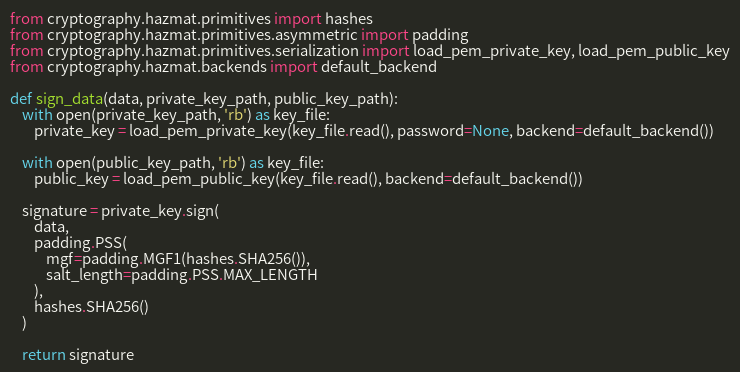 from cryptography.hazmat.primitives import hashes
from cryptography.hazmat.primitives.asymmetric import padding
from cryptography.hazmat.primitives.serialization import load_pem_private_key, load_pem_public_key
from cryptography.hazmat.backends import default_backend

def sign_data(data, private_key_path, public_key_path):
    with open(private_key_path, 'rb') as key_file:
        private_key = load_pem_private_key(key_file.read(), password=None, backend=default_backend())

    with open(public_key_path, 'rb') as key_file:
        public_key = load_pem_public_key(key_file.read(), backend=default_backend())

    signature = private_key.sign(
        data,
        padding.PSS(
            mgf=padding.MGF1(hashes.SHA256()),
            salt_length=padding.PSS.MAX_LENGTH
        ),
        hashes.SHA256()
    )

    return signature